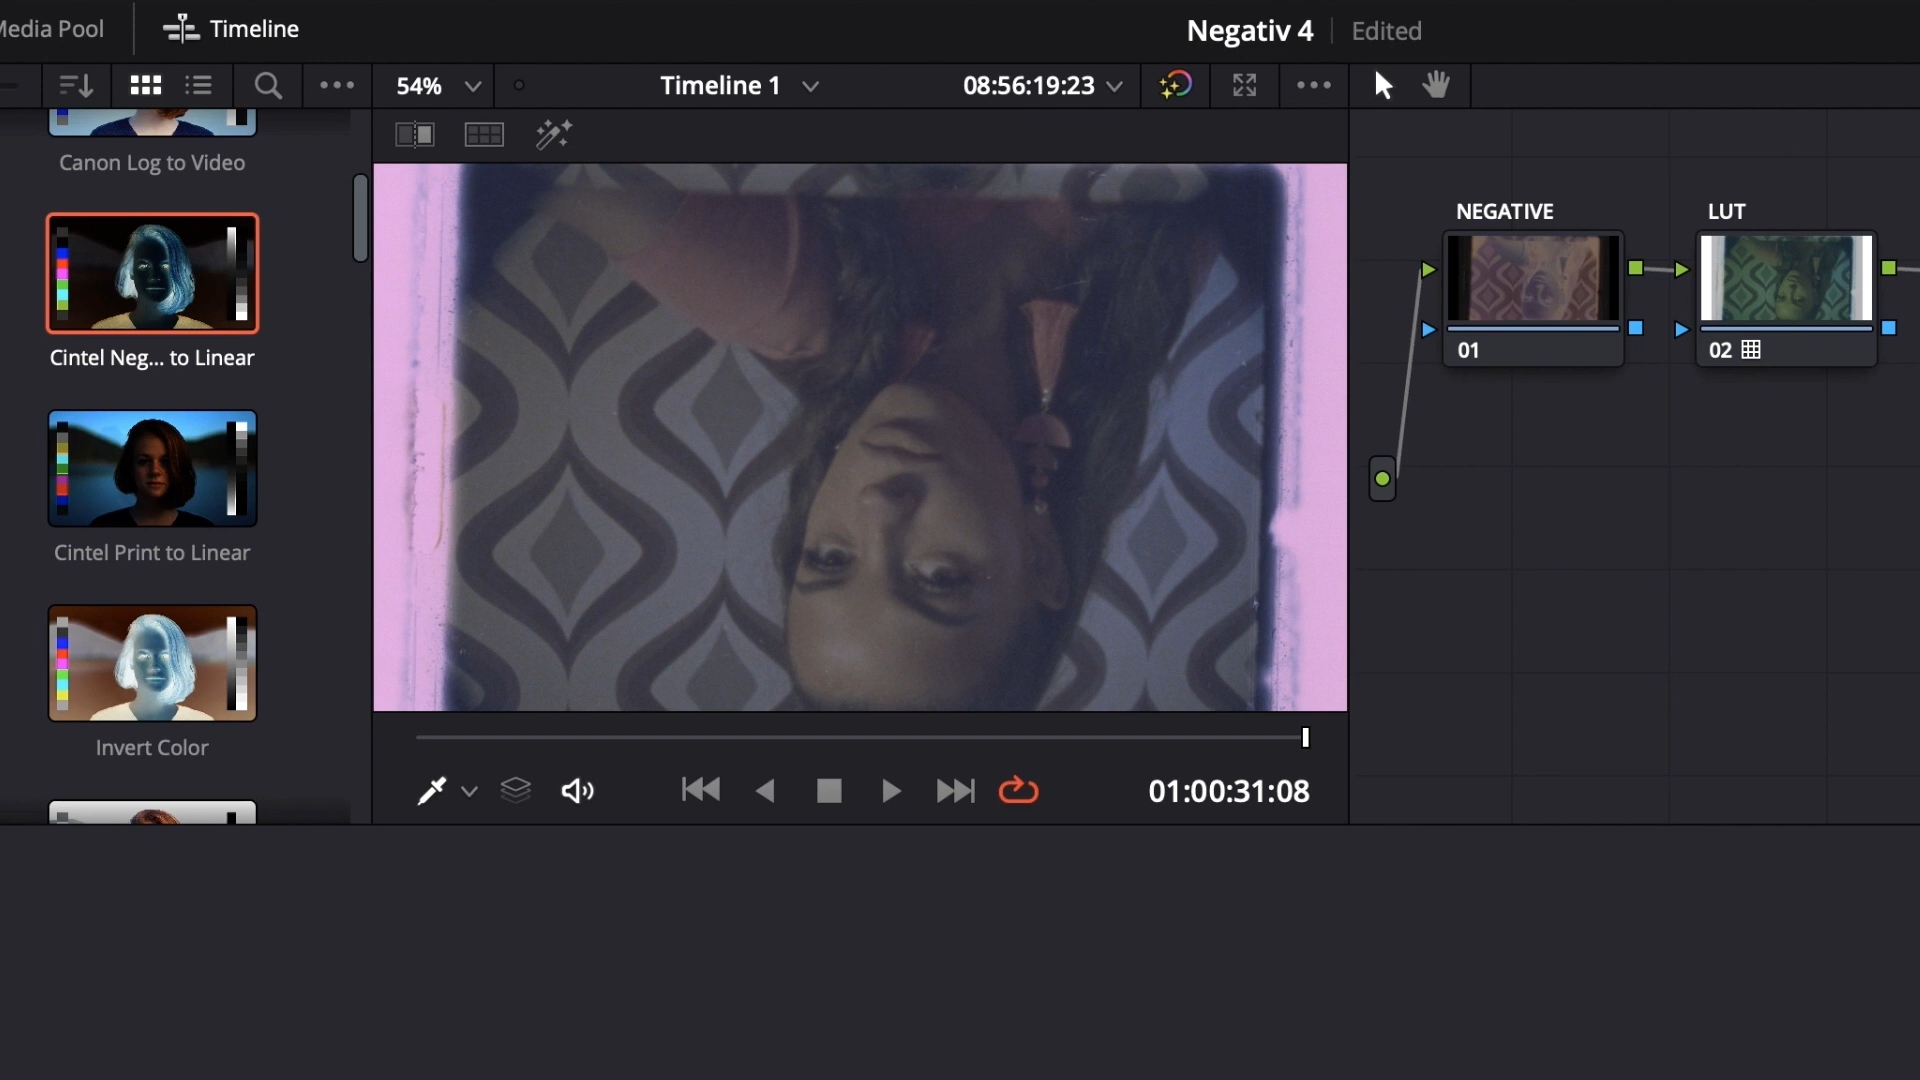 Media Pool
Timeline
Negativ 4
Edited
54%
Timeline 1
08:56:19:23
Canon Log to Video
Cintel Neg... to Linear
Cintel Print to Linear
Invert Color
NEGATIVE
LUT
01
02
01:00:31:08